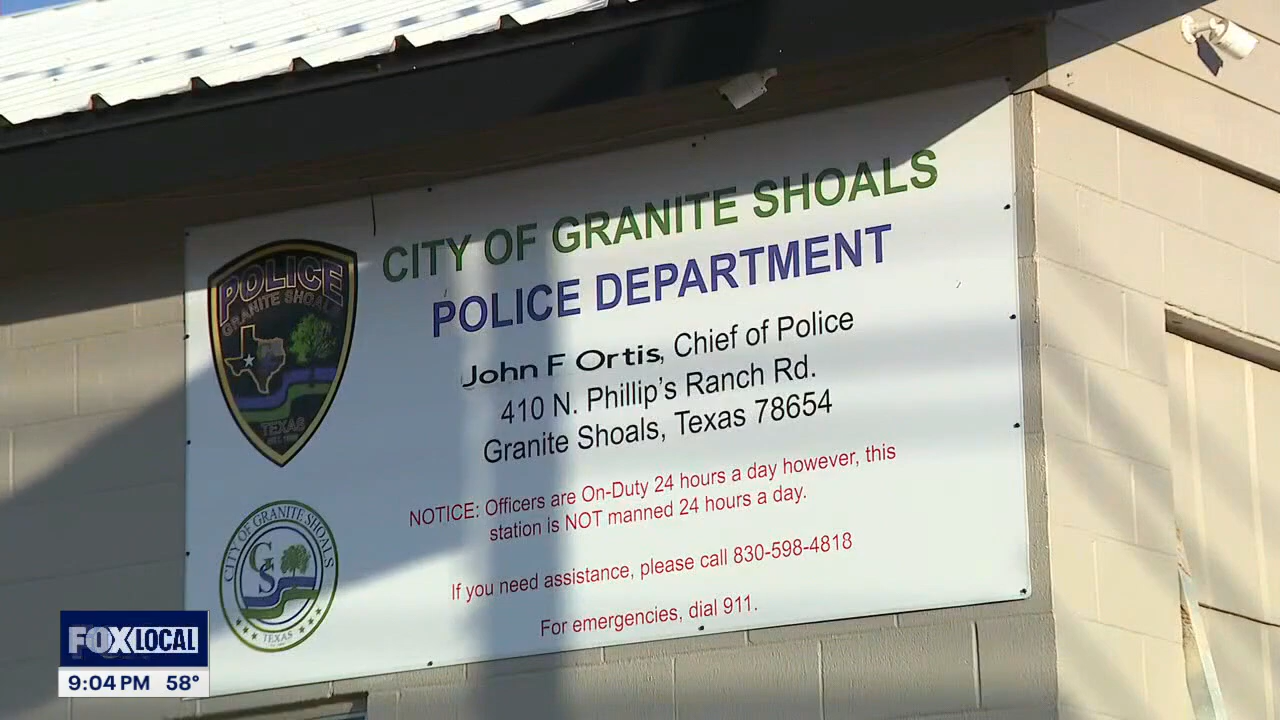 CITY OF GRANITE SHOALS
POLICE DEPARTMENT
John F Ortis, Chief of Police
410 N. Phillip's Ranch Rd.
Granite Shoals, Texas 78654
NOTICE: Officers are On-Duty 24 hours a day however, this
station is NOT manned 24 hours a day.
If you need assistance, please call 830-598-4818
For emergencies, dial 911.
POLICE
GRANITE SHOALS
TEXAS
CITY OF GRANITE SHOALS
GS
TEXAS
FOX LOCAL
9:04 PM 58°